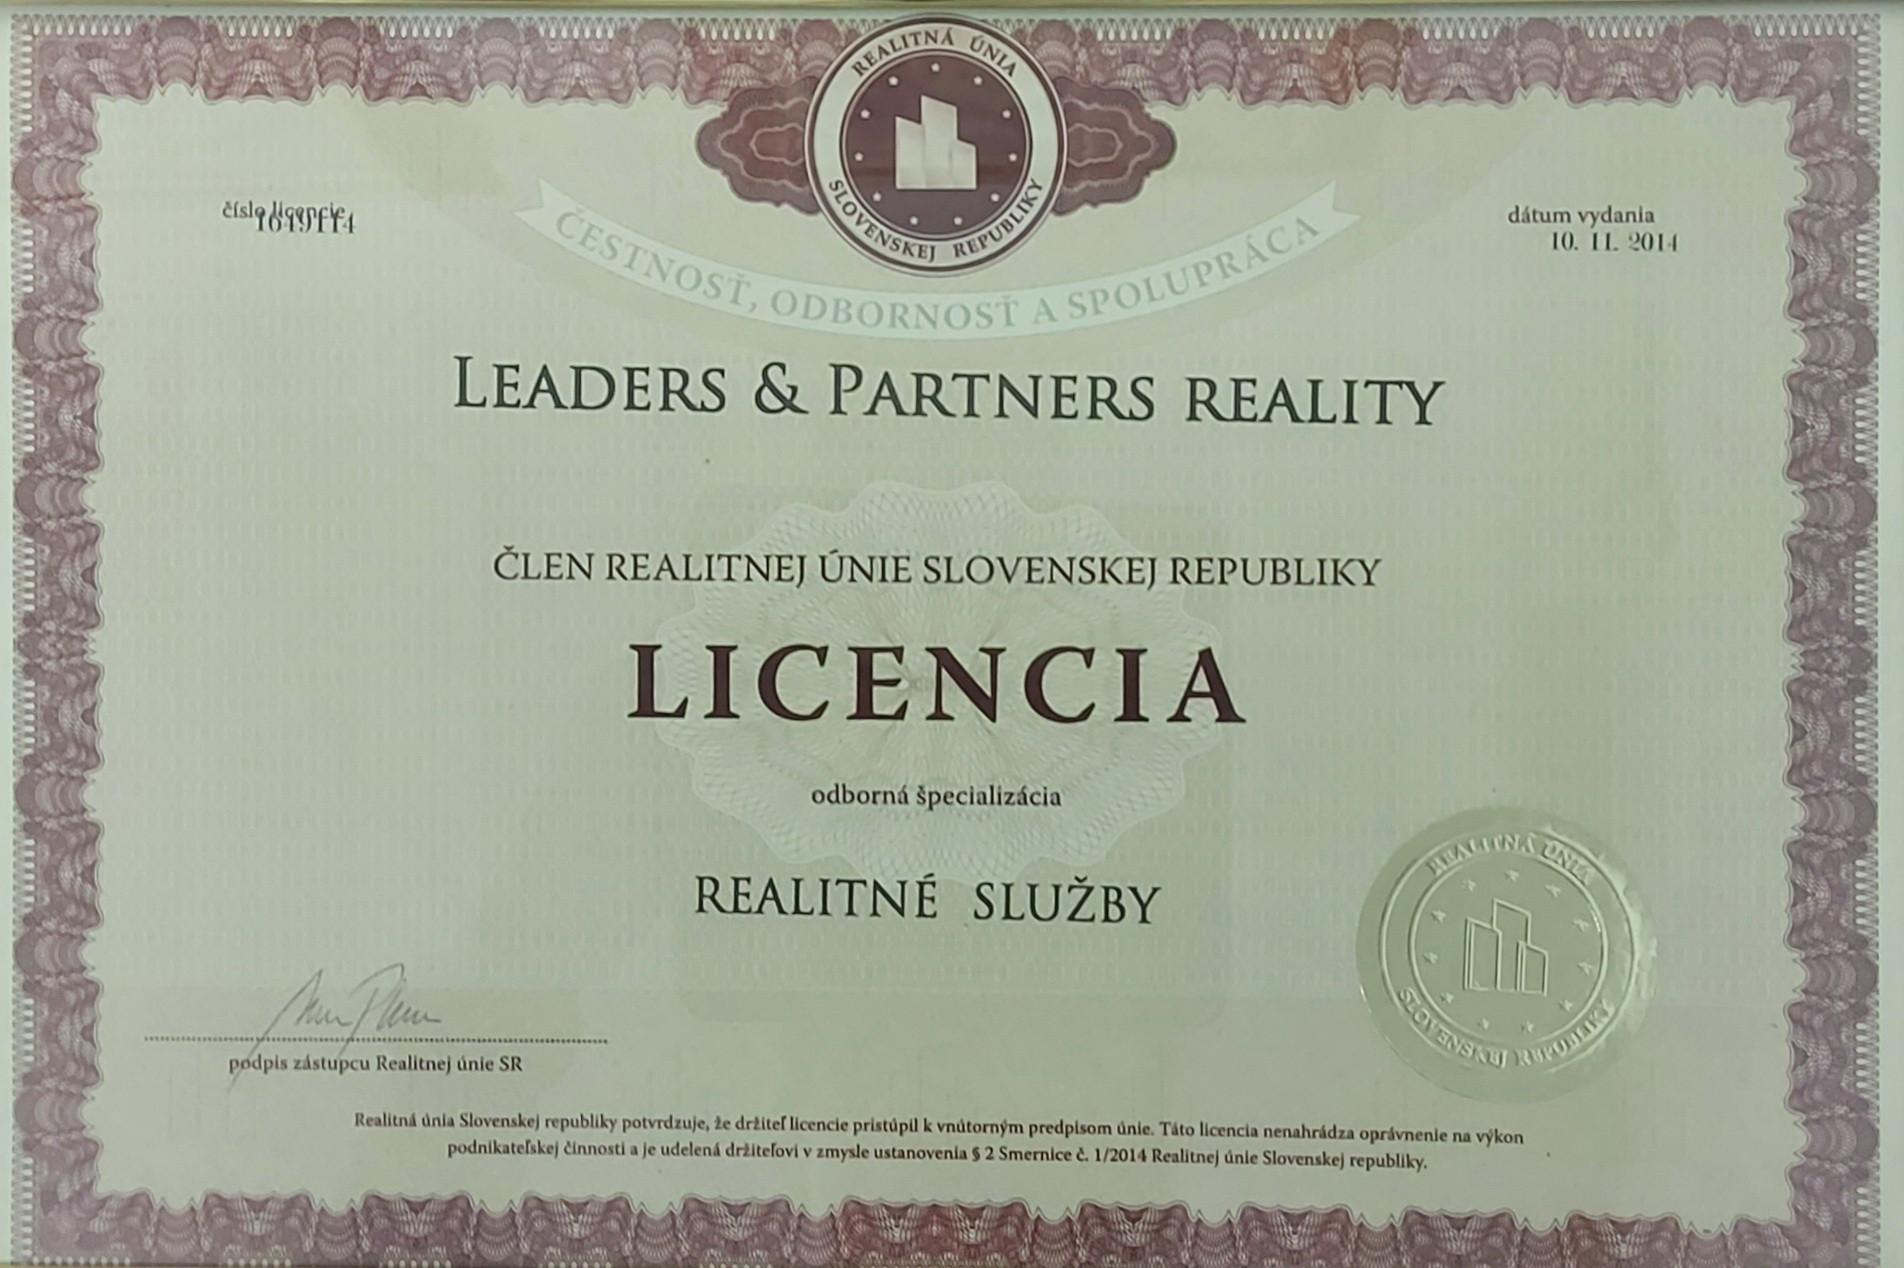 REALITNÁ ÚNIA
SLOVENSKEJ REPUBLIKY
číslo licencie
dátum vydania
10. 11. 2014
ČESTNOSŤ, ODBORNOSŤ A SPOLUPRÁCA
LEADERS & PARTNERS REALITY
ČLEN REALITNEJ ÚNIE SLOVENSKEJ REPUBLIKY
LICENCIA
odborná špecializácia
REALITNÉ SLUŽBY
REALITNÁ ÚNIA
SLOVENSKEJ REPUBLIKY
podpis zástupcu Realitnej únie SR
Realitná únia Slovenskej republiky potvrdzuje, že držiteľ licencie pristúpil k vnútorným predpisom únie. Táto licencia nenahrádza oprávnenie na výkon
podnikateľskej činnosti a je udelená držiteľovi v zmysle ustanovenia § 2 Smernice č. 1/2014 Realitnej únie Slovenskej republiky.